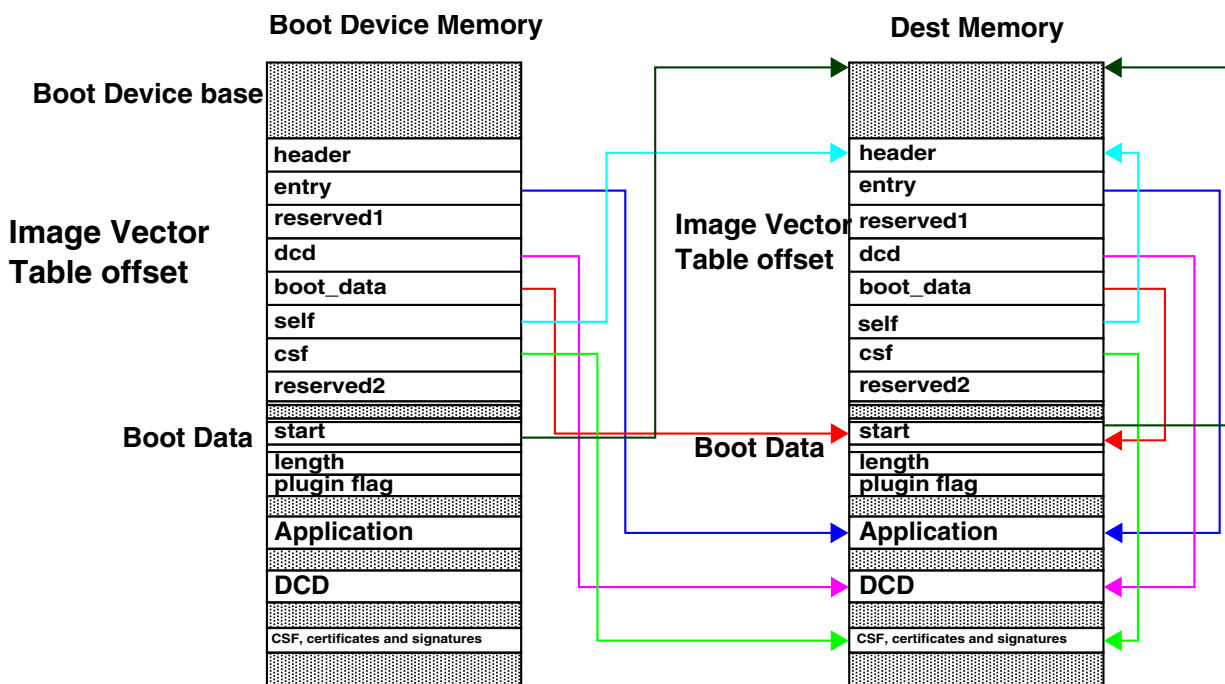 Boot Device Memory
Dest Memory
Boot Device base
header
entry
reserved1
Image Vector
Table offset
dcd
boot_data
self
csf
reserved2
Boot Data
start
length
plugin flag
Application
DCD
CSF, certificates and signatures
header
entry
reserved1
Image Vector
Table offset
dcd
boot_data
self
csf
reserved2
Boot Data
start
length
plugin flag
Application
DCD
CSF, certificates and signatures